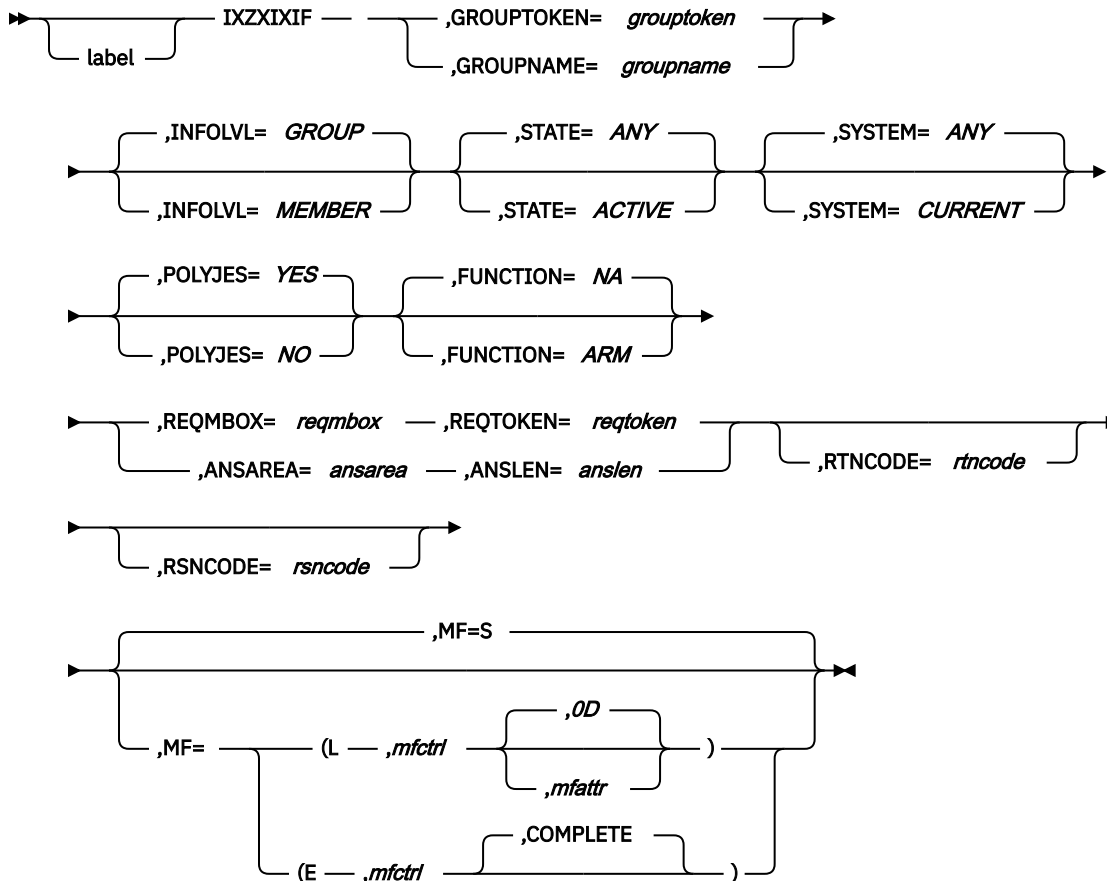 IXZXIXIF ,GROUPTOKEN= grouptoken
label ,GROUPNAME= groupname
,INFOLVL= GROUP ,STATE= ANY ,SYSTEM= ANY
,INFOLVL= MEMBER ,STATE= ACTIVE ,SYSTEM= CURRENT
,POLYJES= YES ,FUNCTION= NA
,POLYJES= NO ,FUNCTION= ARM
,REQMBOX= reqmbox ,REQTOKEN= reqtoken
,ANSAREA= ansarea ,ANSLEN= anslen ,RTNCODE= rtncode
,RSNCODE= rsncode
,MF=S
,0D
,MF= (L ,mfctrl )
,mfattr
,COMPLETE
(E ,mfctrl )